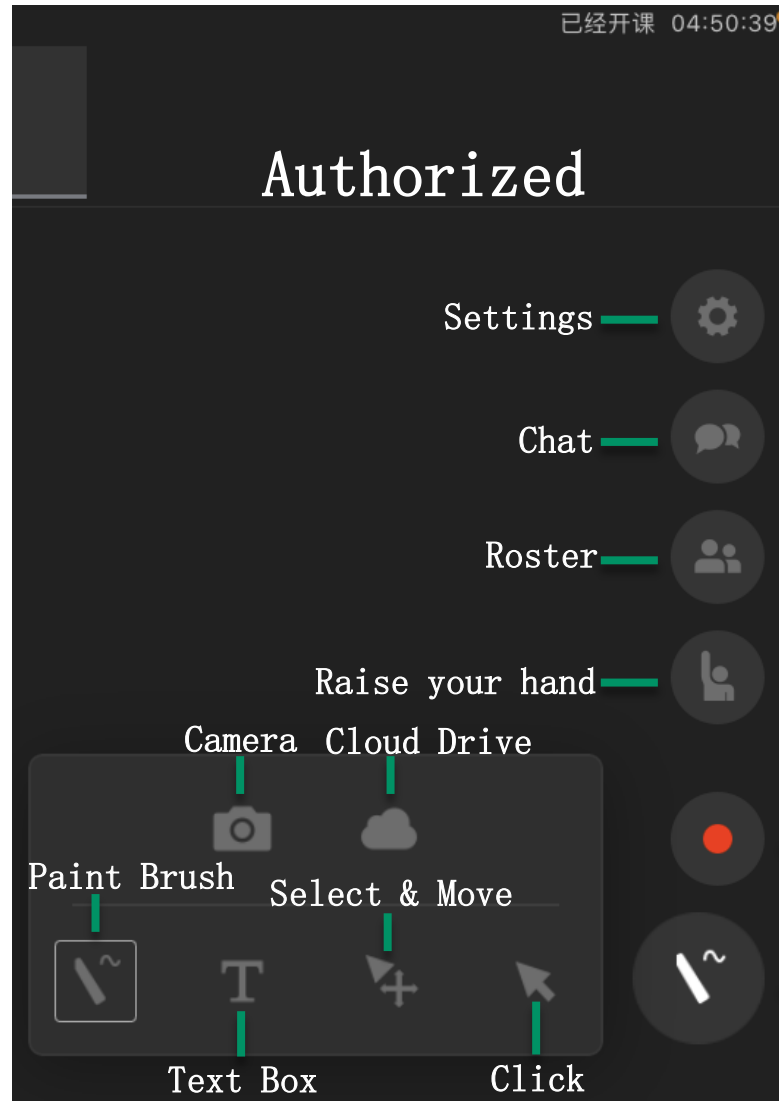 已经开课 04:50:39
Authorized
Settings
Chat
Roster
Raise your hand
Camera Cloud Drive
Paint Brush
Select & Move
T
Text Box
Click